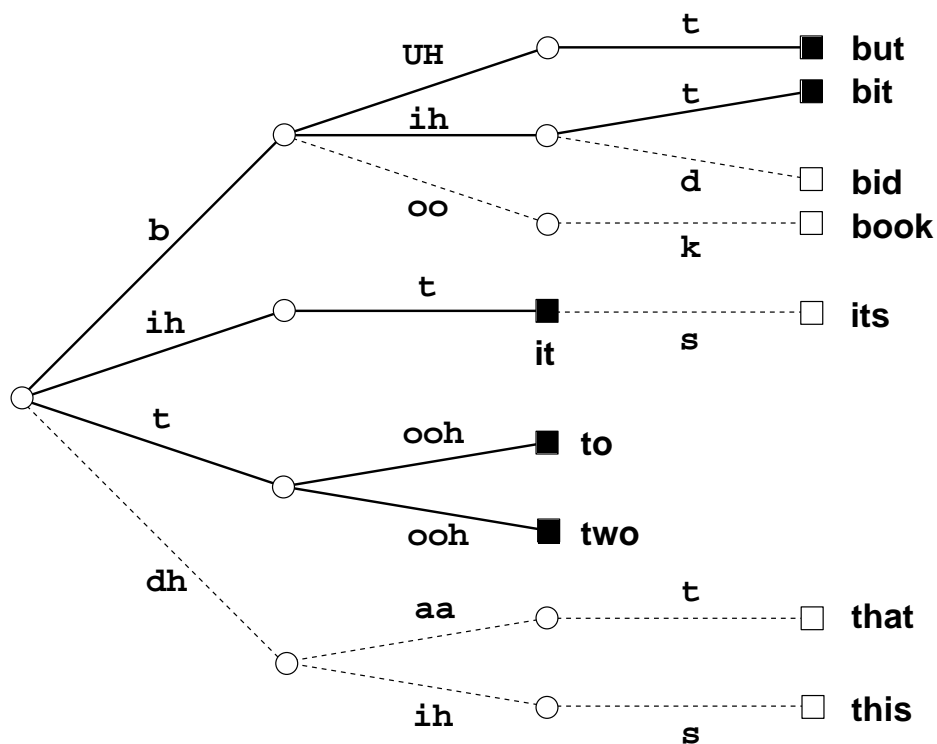 t
UH
but
t
bit
ih
d
bid
oo
book
b
k
t
ih
its
s
it
t
ooh
to
ooh
two
dh
t
aa
that
ih
this
s